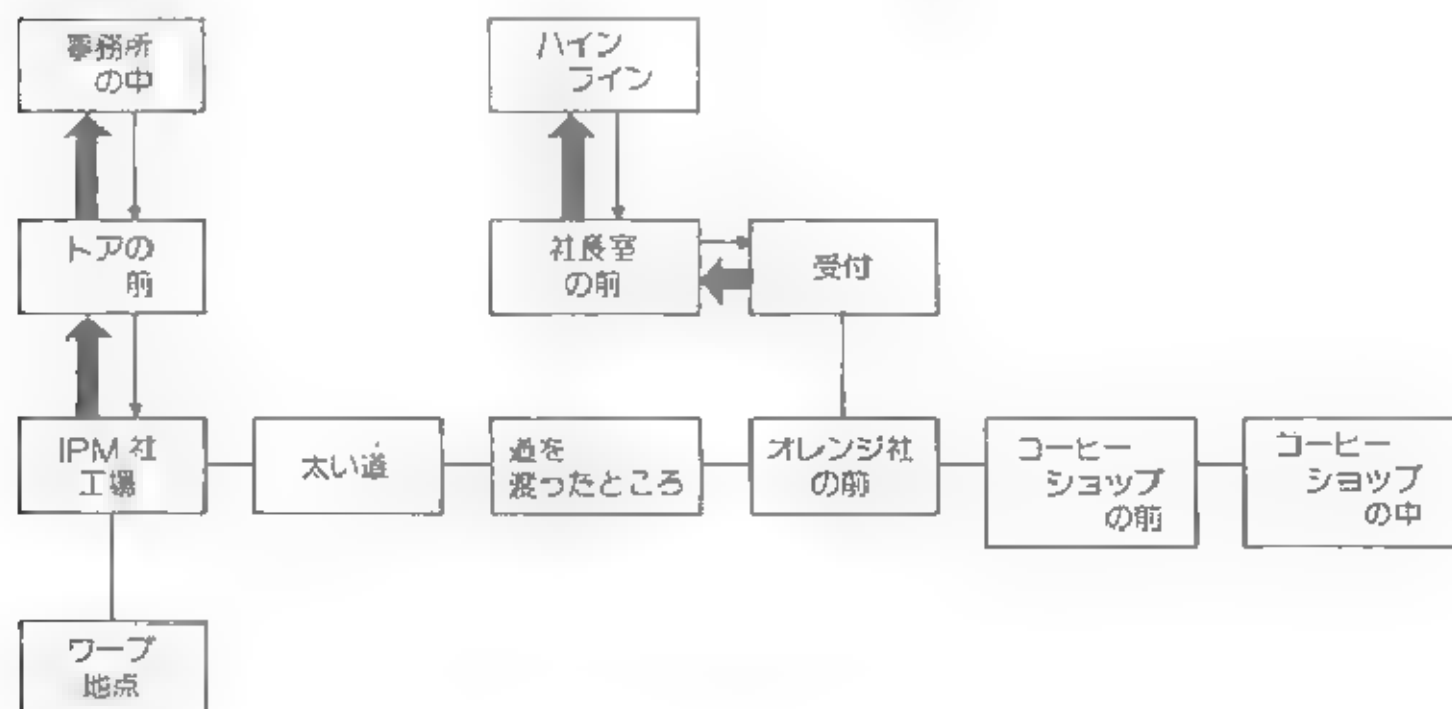 事務所
の中
ハイン
ライン
ドアの
前
社長室
の前
受付
IPM 社
工場
太い道
道を
渡ったところ
オレンジ社
の前
コーヒー
ショップ
の前
コーヒー
ショップ
の中
ワープ
地点